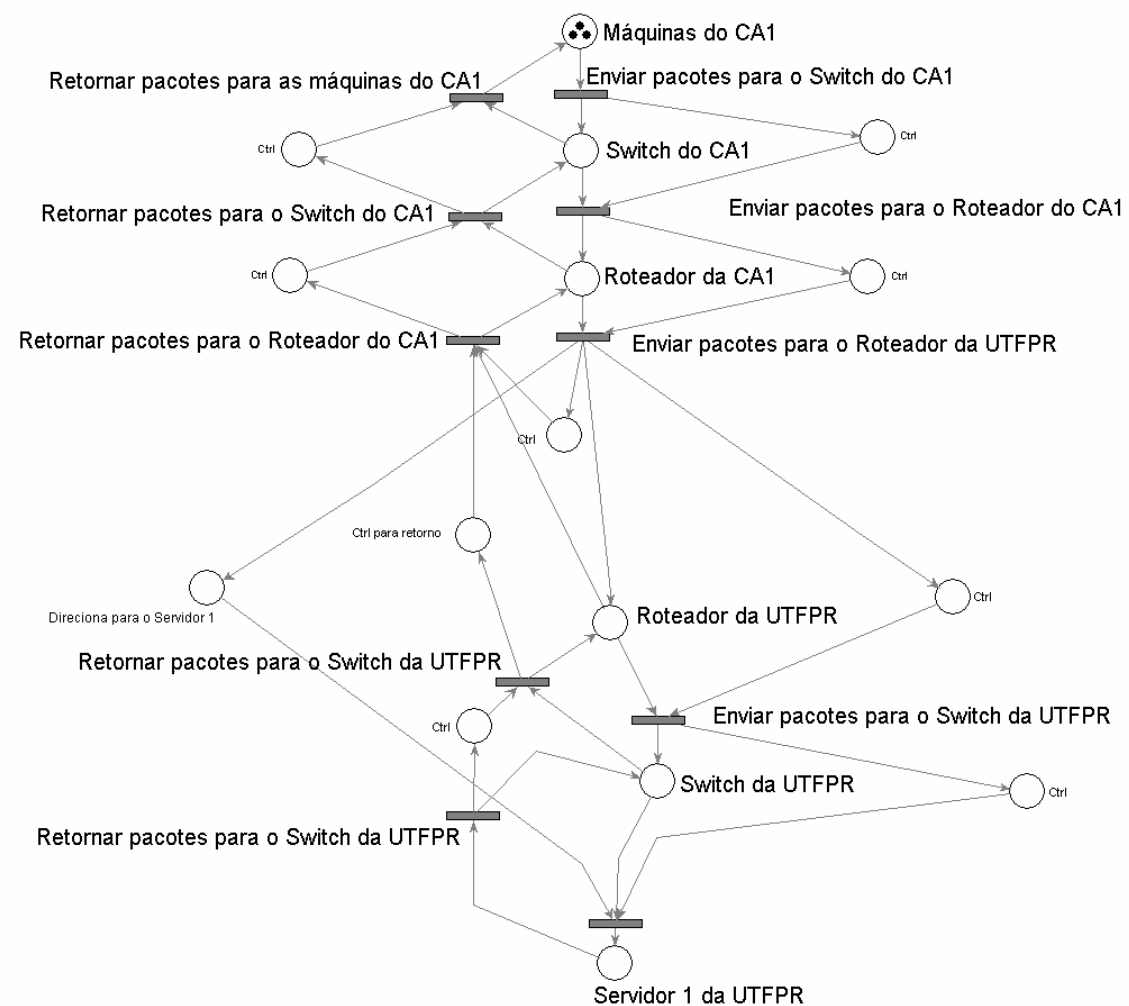 Máquinas do CA1
Retornar pacotes para as máquinas do CA1
Enviar pacotes para o Switch do CA1
Ctrl
Switch do CA1
Ctrl
Retornar pacotes para o Switch do CA1
Enviar pacotes para o Roteador do CA1
Ctrl
Roteador da CA1
Ctrl
Retornar pacotes para o Roteador do CA1
Enviar pacotes para o Roteador da UTFPR
Ctrl
Ctrl para retorno
Direciona para o Servidor 1
Roteador da UTFPR
Ctrl
Retornar pacotes para o Switch da UTFPR
Enviar pacotes para o Switch da UTFPR
Ctrl
Switch da UTFPR
Ctrl
Retornar pacotes para o Switch da UTFPR
Servidor 1 da UTFPR